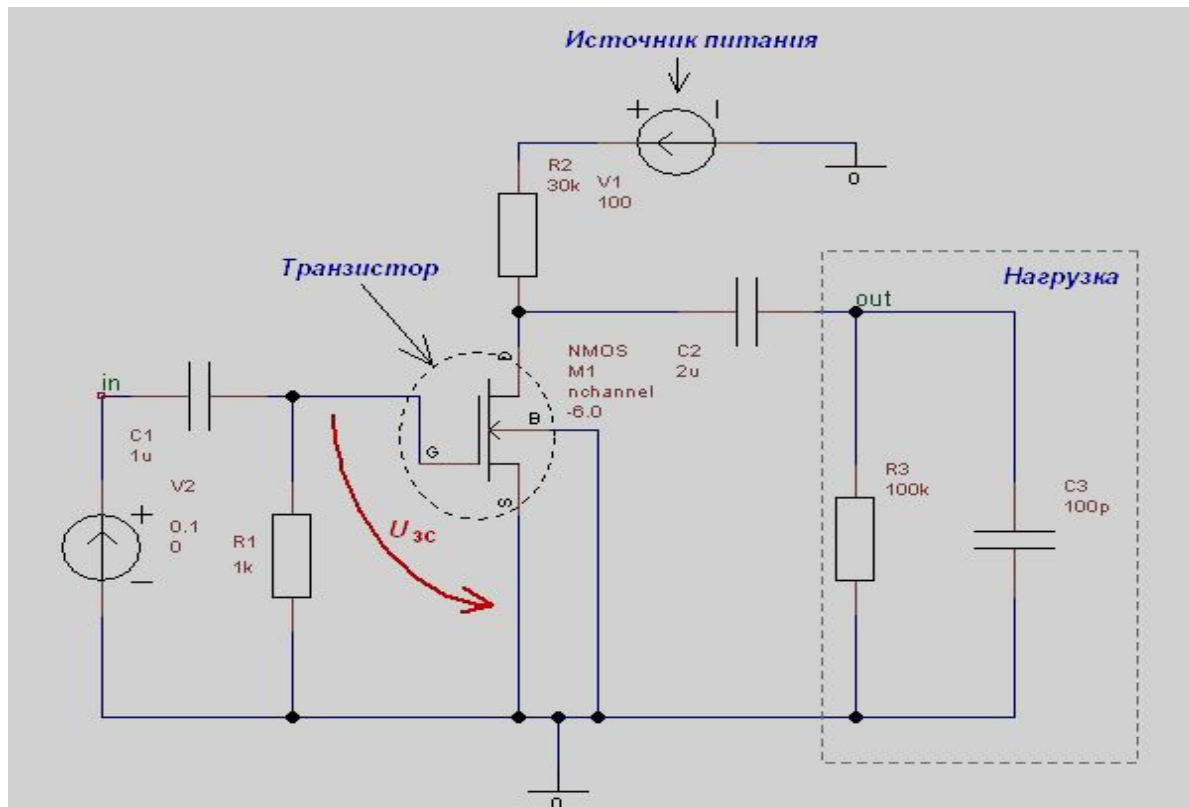 Источник питания
+
R2
30k
V1
100
0
Транзистор
Нагрузка
out
D
NMOS
M1
nchannel
-6.0
C2
2u
in
C1
1u
B
G
S
V2
+
0.1
0
R1
1k
U зс
R3
100k
C3
100p
0